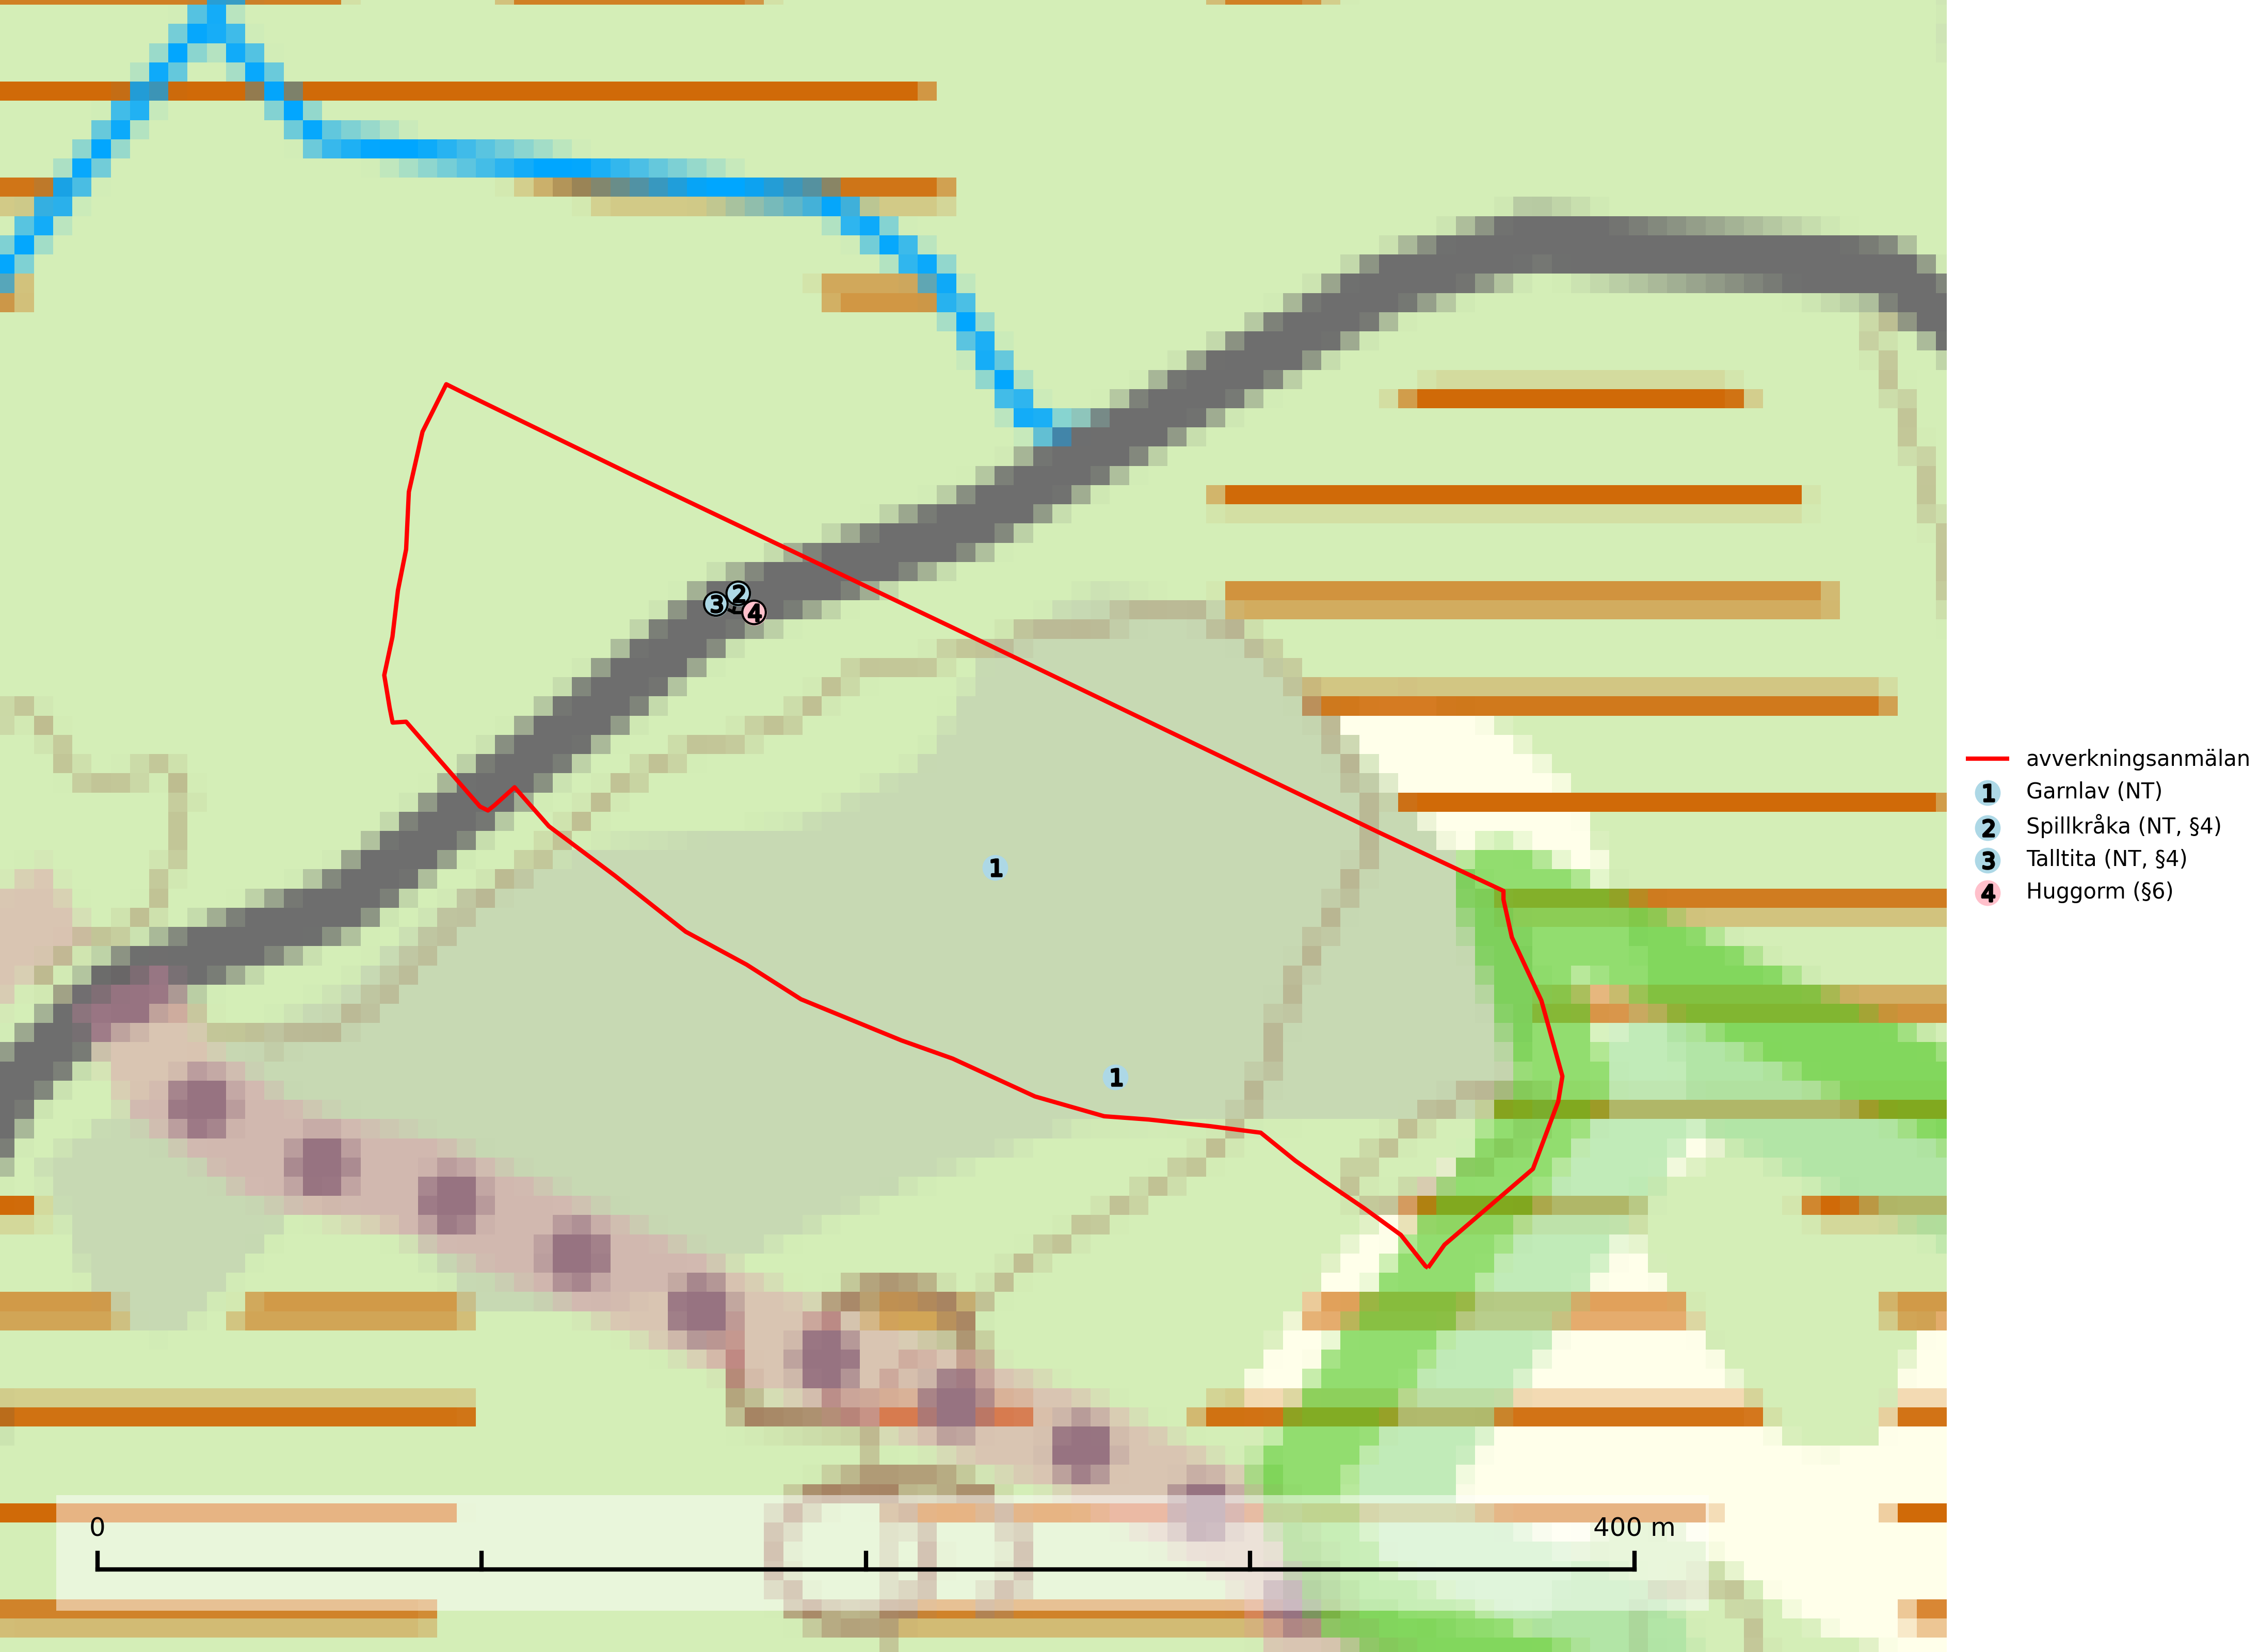 2
3
4
1
1
avverkningsanmälan
1 Garnlav (NT)
2 Spillkråka (NT, §4)
3 Talltita (NT, §4)
4 Huggorm (§6)
0
400 m